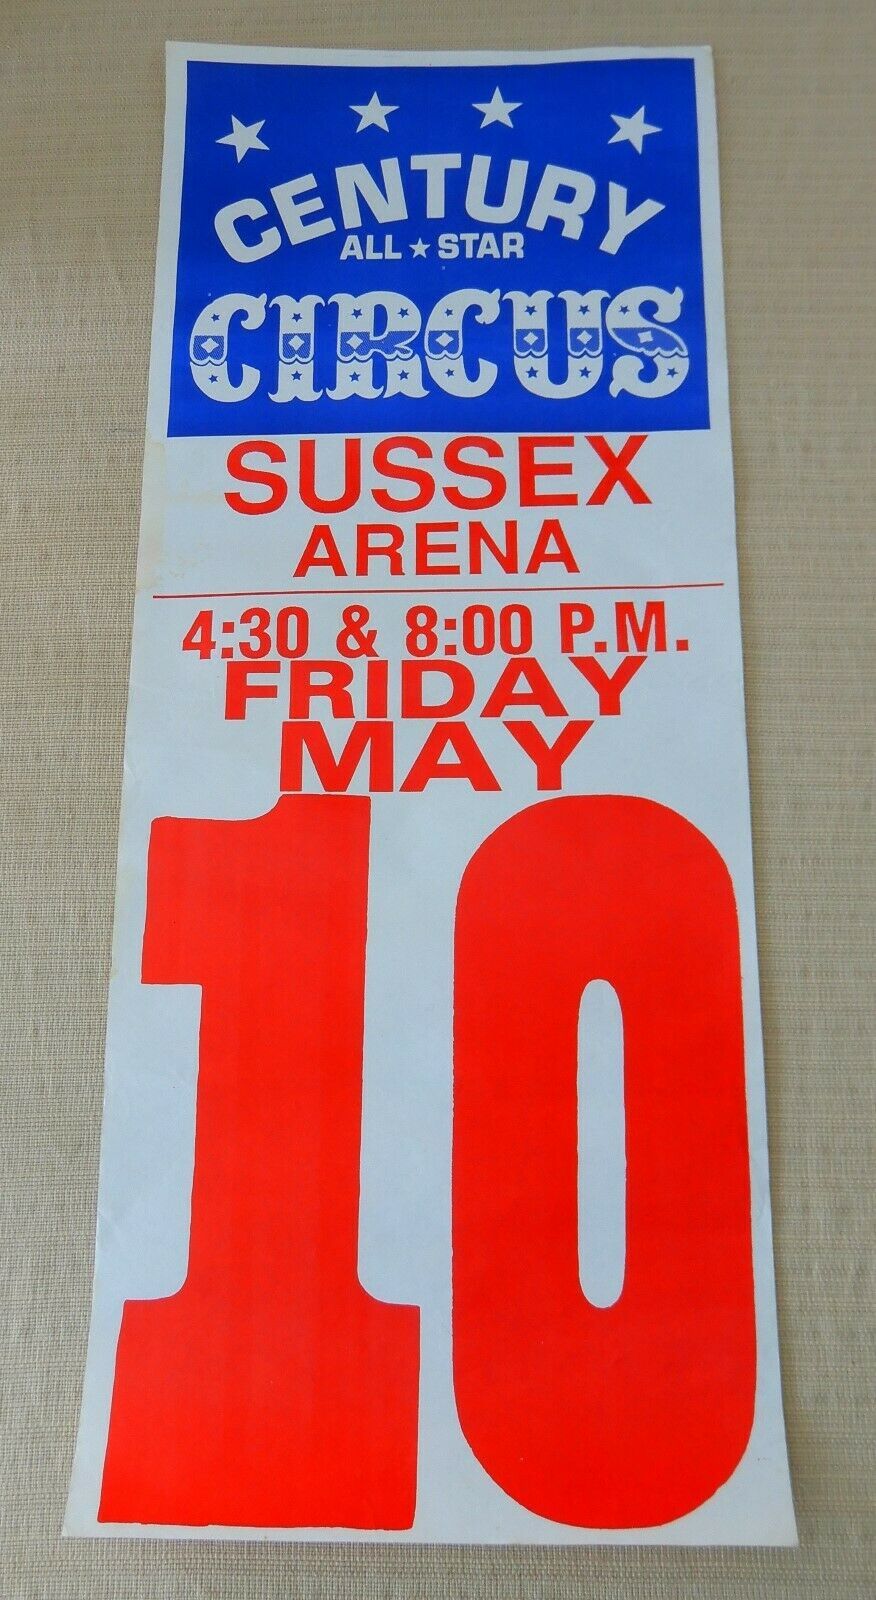 CENTURY
ALL ★ STAR
CIRCUS
SUSSEX
ARENA
4:30 & 8:00 P.M.
FRIDAY
MAY
10